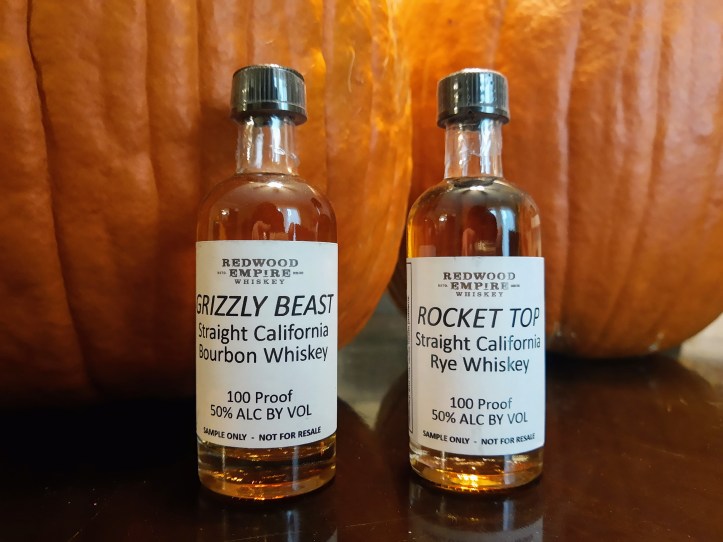 REDWOOD
EMPIRE
WHISKEY
GRIZZLY BEAST
Straight California
Bourbon Whiskey
100 Proof
50% ALC BY VOL
SAMPLE ONLY - NOT FOR RESALE
REDWOOD
EMPIRE
WHISKEY
ROCKET TOP
Straight California
Rye Whiskey
100 Proof
50% ALC BY VOL
SAMPLE ONLY - NOT FOR RESALE